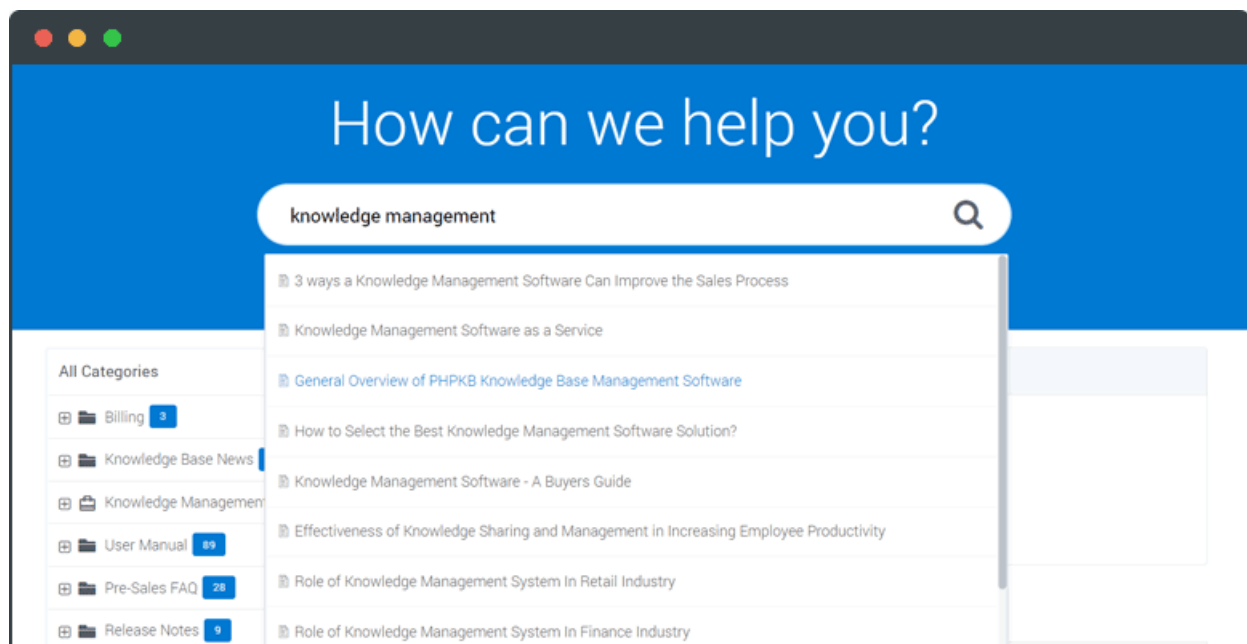 How can we help you?
knowledge management
3 ways a Knowledge Management Software Can Improve the Sales Process
Knowledge Management Software as a Service
General Overview of PHPKB Knowledge Base Management Software
How to Select the Best Knowledge Management Software Solution?
Knowledge Management Software - A Buyers Guide
Effectiveness of Knowledge Sharing and Management in Increasing Employee Productivity
Role of Knowledge Management System In Retail Industry
Role of Knowledge Management System In Finance Industry
All Categories
Billing 3
Knowledge Base News
Knowledge Management
User Manual 89
Pre-Sales FAQ 28
Release Notes 9